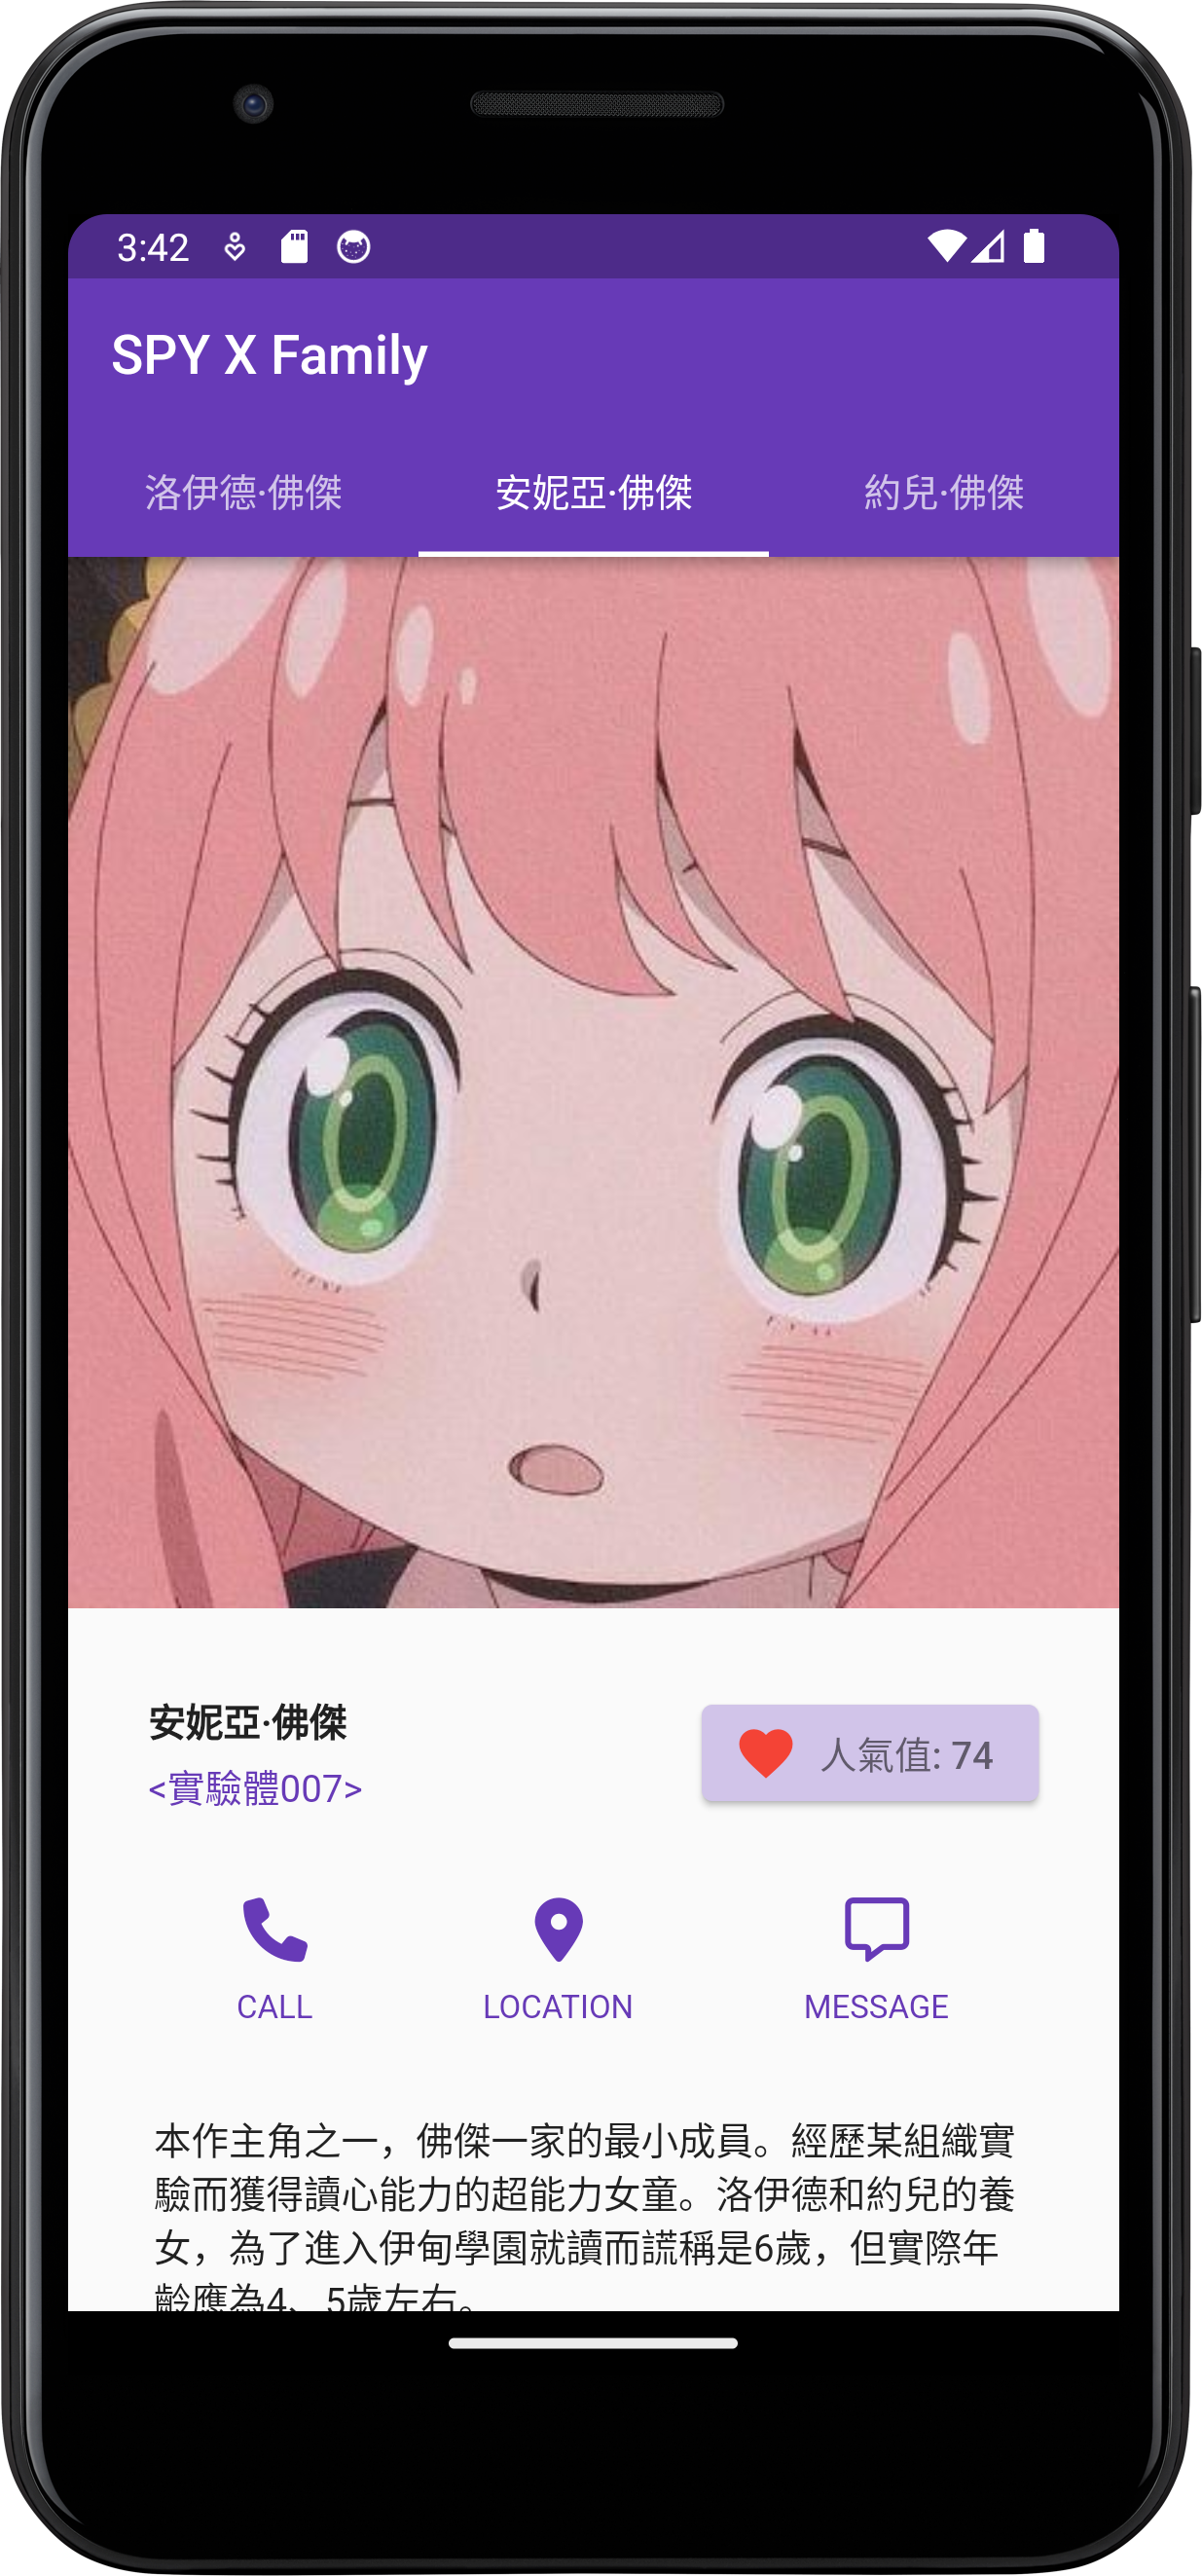 3:42
SPY X Family
洛伊德·佛傑
安妮亞·佛傑
約兒·佛傑
安妮亞·佛傑
<實驗體007>
人氣值: 74
CALL
LOCATION
MESSAGE
本作主角之一，佛傑一家的最小成員。經歷某組織實
驗而獲得讀心能力的超能力女童。洛伊德和約兒的養
女，為了進入伊甸學園就讀而謊稱是6歲，但實際年
齡應為4、5歲左右。